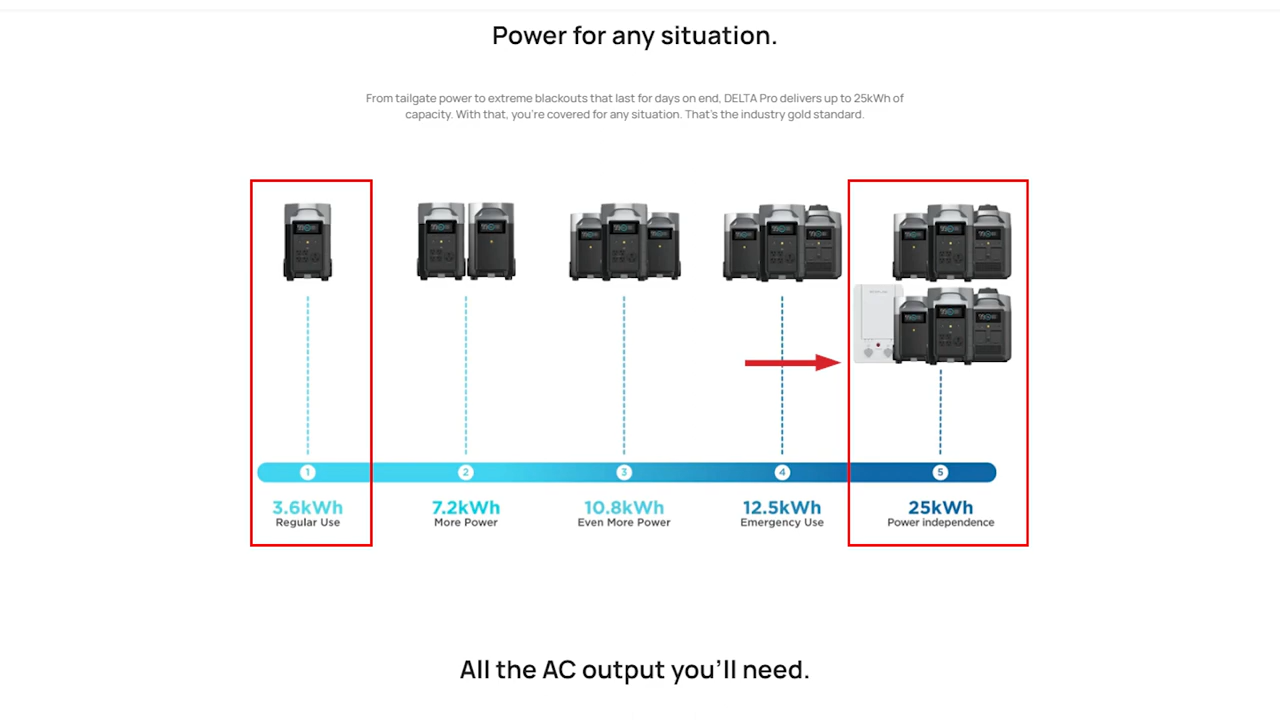 Power for any situation.
From tailgate power to extreme blackouts that last for days on end, DELTA Pro delivers up to 25kWh of
capacity. With that, you're covered for any situation. That's the industry gold standard.
1 2 3 4 5
3.6kWh 7.2kWh 10.8kWh 12.5kWh 25kWh
Regular Use More Power Even More Power Emergency Use Power independence
All the AC output you'll need.